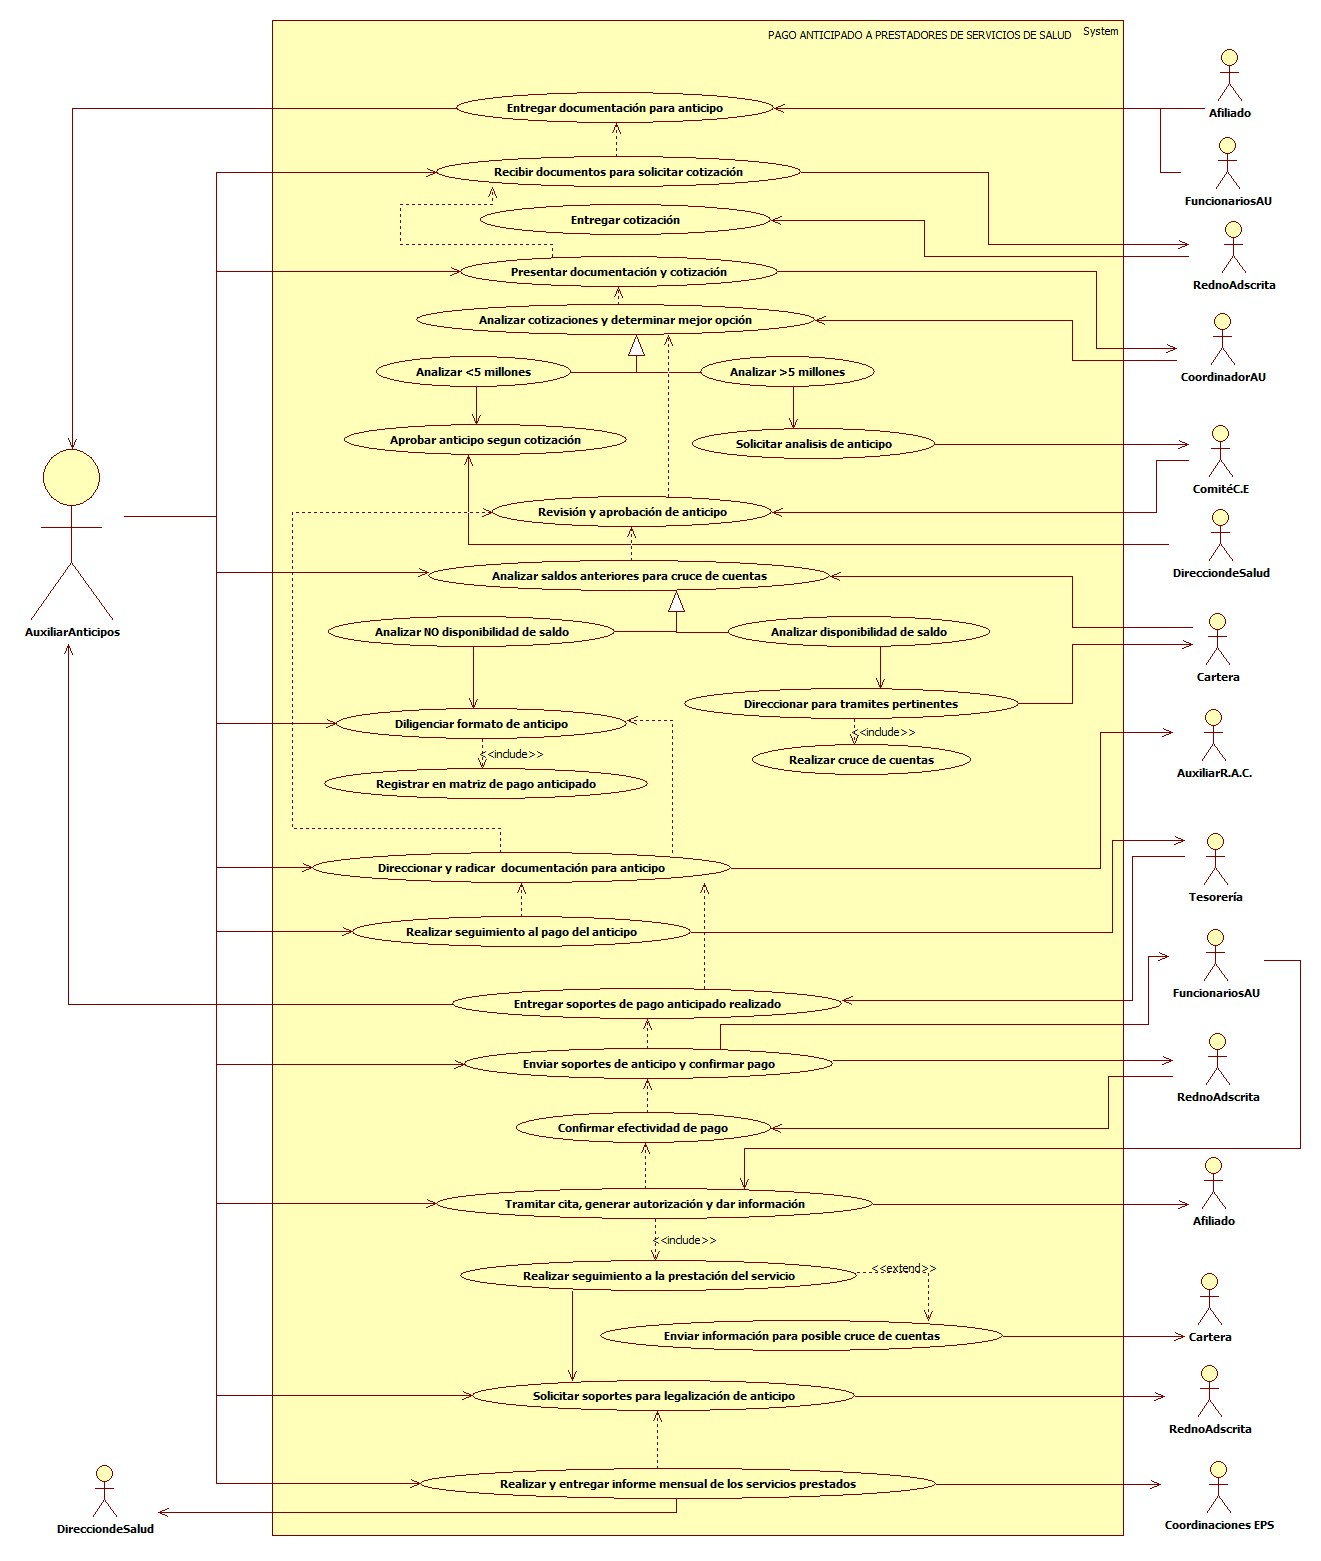 PAGO ANTICIPADO A PRESTADORES DE SERVICIOS DE SALUD
System
Entregar documentación para anticipo
Afiliado
Recibir documentos para solicitar cotización
FuncionariosAU
Entregar cotización
Presentar documentación y cotización
RednoAdscrita
Analizar cotizaciones y determinar mejor opción
Analizar <5 millones
Analizar >5 millones
CoordinadorAU
Aprobar anticipo segun cotización
Solicitar analisis de anticipo
ComitéC.E
Revisión y aprobación de anticipo
DirecciondeSalud
Analizar saldos anteriores para cruce de cuentas
AuxiliarAnticipos
Analizar NO disponibilidad de saldo
Analizar disponibilidad de saldo
Cartera
Direccionar para tramites pertinentes
Diligenciar formato de anticipo
<<include>>
<<include>>
Realizar cruce de cuentas
AuxiliarR.A.C.
Registrar en matriz de pago anticipado
Direccionar y radicar  documentación para anticipo
Tesorería
Realizar seguimiento al pago del anticipo
FuncionariosAU
Entregar soportes de pago anticipado realizado
Enviar soportes de anticipo y confirmar pago
RednoAdscrita
Confirmar efectividad de pago
Tramitar cita, generar autorización y dar información
Afiliado
<<include>>
Realizar seguimiento a la prestación del servicio
<<extend>>
Enviar información para posible cruce de cuentas
Cartera
Solicitar soportes para legalización de anticipo
RednoAdscrita
Realizar y entregar informe mensual de los servicios prestados
DirecciondeSalud
Coordinaciones EPS